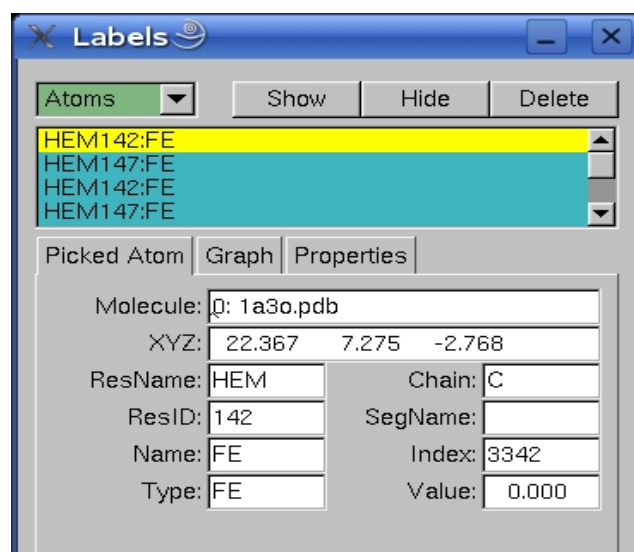 Labels
Atoms Show Hide Delete
HEM142:FE
HEM147:FE
HEM142:FE
HEM147:FE
Picked Atom Graph Properties
Molecule: 0: 1a3o.pdb
XYZ: 22.367 7.275 -2.768
ResName: HEM Chain: C
ResID: 142 SegName:
Name: FE Index: 3342
Type: FE Value: 0.000